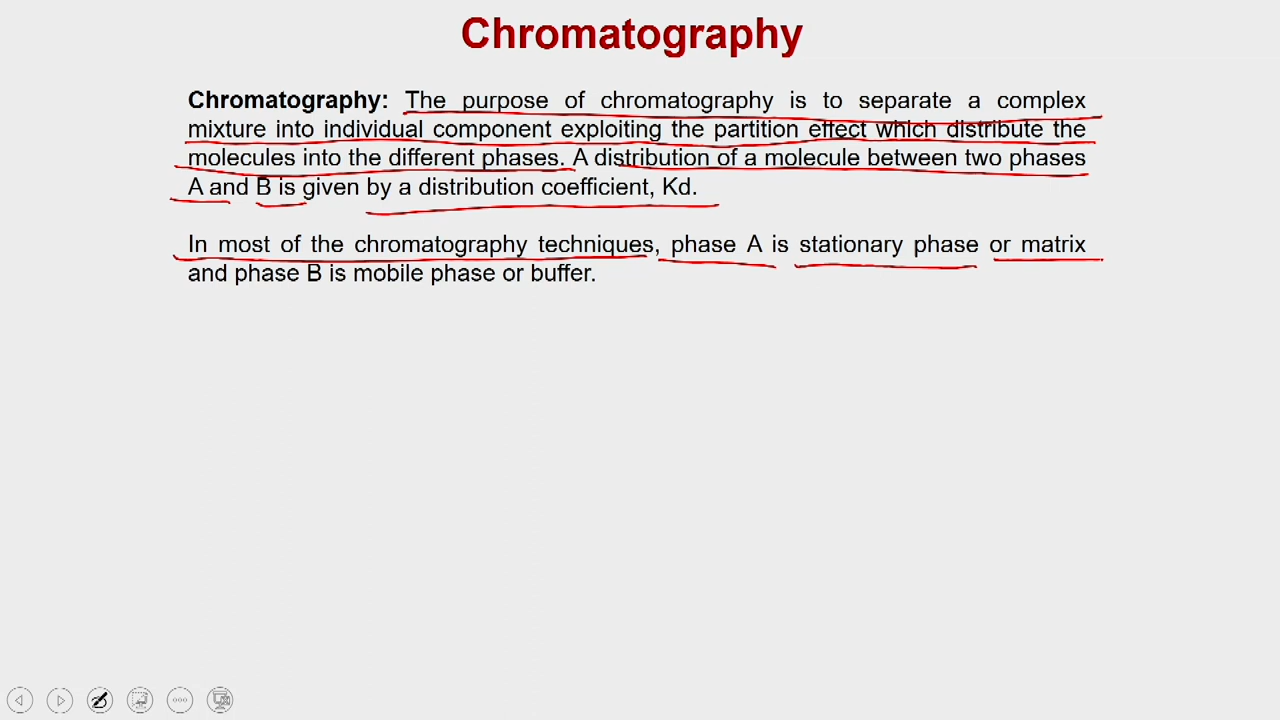 Chromatography
Chromatography: The purpose of chromatography is to separate a complex
mixture into individual component exploiting the partition effect which distribute the
molecules into the different phases. A distribution of a molecule between two phases
A and B is given by a distribution coefficient, Kd.
In most of the chromatography techniques, phase A is stationary phase or matrix
and phase B is mobile phase or buffer.